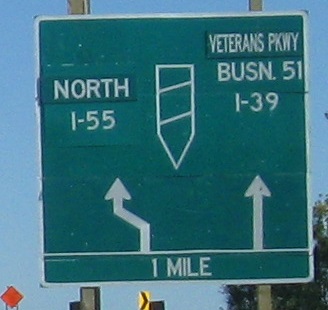 NORTH
I-55
VETERANS PKWY
BUSN. 51
I-39
1 MILE